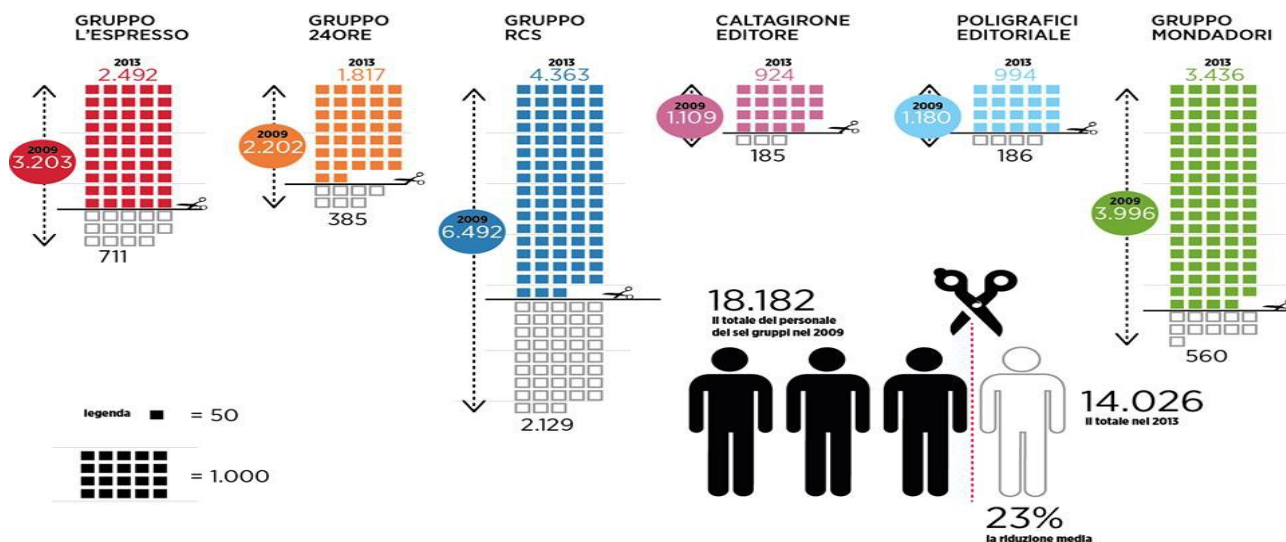 GRUPPO
L'ESPRESSO
2013
2.492
2009
3.203
711
GRUPPO
24ORE
2013
1.817
2009
2.202
385
GRUPPO
RCS
2013
4.363
2009
6.492
2.129
CALTAGIRONE
EDITORE
2013
924
2009
1.109
185
POLIGRAFICI
EDITORIALE
2013
994
2009
1.180
186
GRUPPO
MONDADORI
2013
3.436
2009
3.996
560
legenda = 50
= 1.000
18.182
Il totale del personale
dei sei gruppi nel 2009
14.026
Il totale nel 2013
23%
la riduzione media